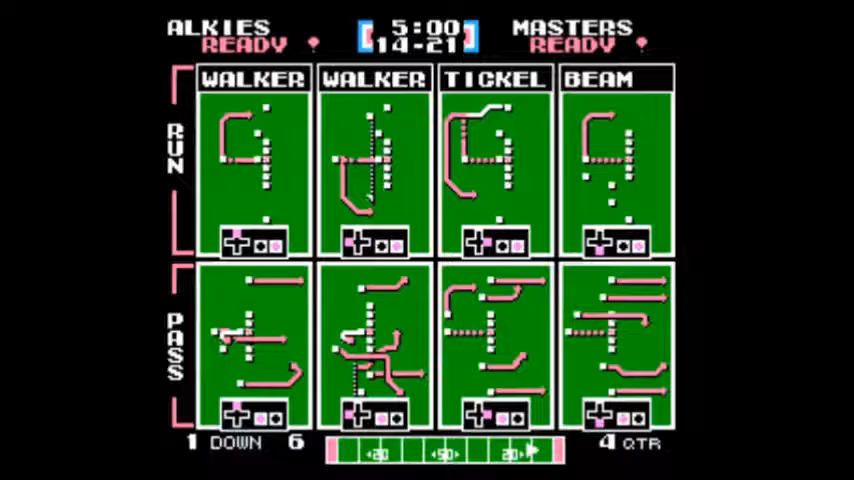 ALKIES 5:00 MASTERS
READY 14-21 READY
WALKER WALKER TICKEL BEAM
RUN
PASS
1 DOWN 6 4 QTR
20 50 20